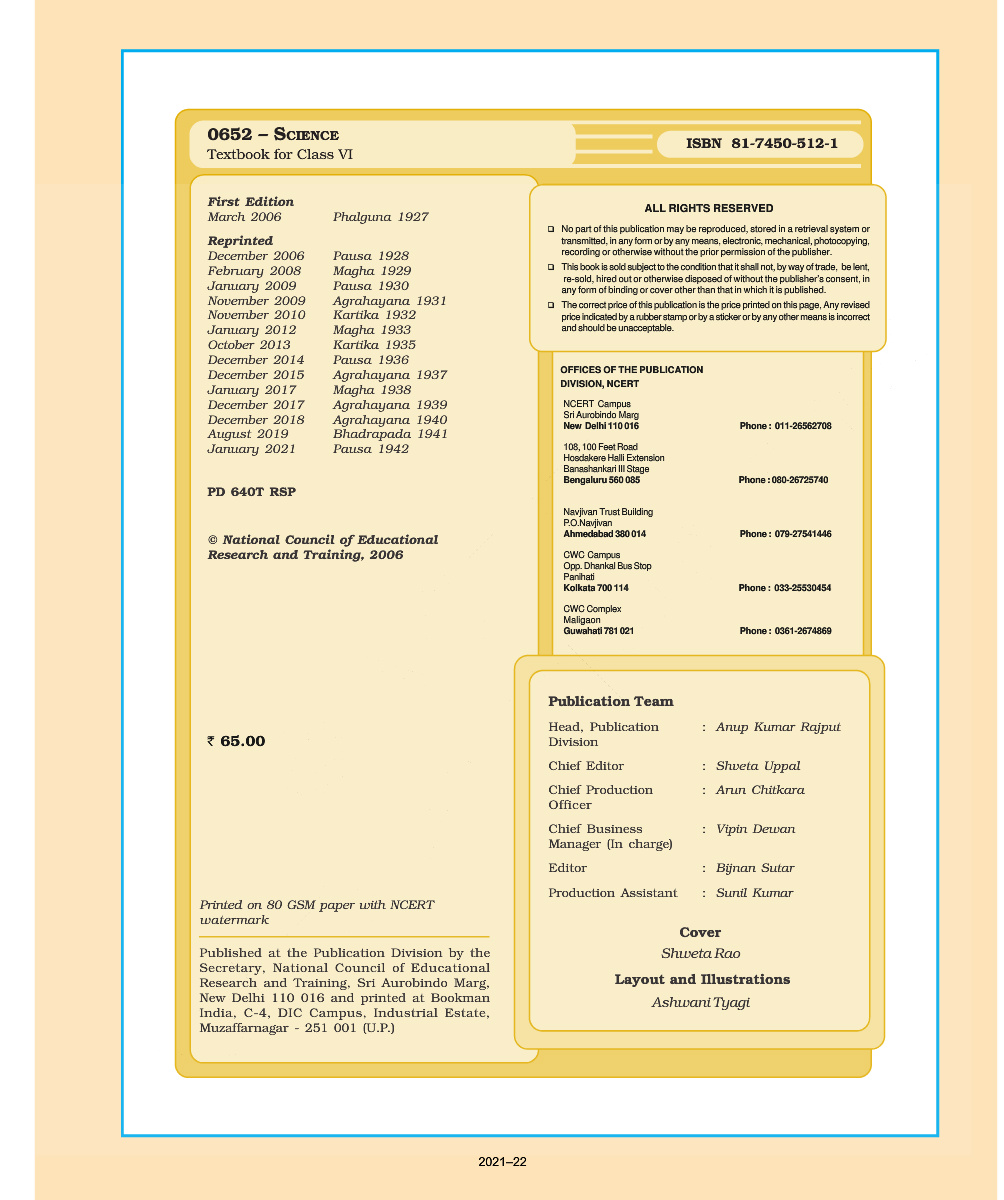 0652 – SCIENCE
Textbook for Class VI
ISBN 81-7450-512-1
First Edition
March 2006 Phalguna 1927
Reprinted
December 2006 Pausa 1928
February 2008 Magha 1929
January 2009 Pausa 1930
November 2009 Agrahayana 1931
November 2010 Kartika 1932
January 2012 Magha 1933
October 2013 Kartika 1935
December 2014 Pausa 1936
December 2015 Agrahayana 1937
January 2017 Magha 1938
December 2017 Agrahayana 1939
December 2018 Agrahayana 1940
August 2019 Bhadrapada 1941
January 2021 Pausa 1942
PD 640T RSP
© National Council of Educational
Research and Training, 2006
₹ 65.00
Printed on 80 GSM paper with NCERT
watermark
Published at the Publication Division by the
Secretary, National Council of Educational
Research and Training, Sri Aurobindo Marg,
New Delhi 110 016 and printed at Bookman
India, C-4, DIC Campus, Industrial Estate,
Muzaffarnagar - 251 001 (U.P.)
ALL RIGHTS RESERVED
❑ No part of this publication may be reproduced, stored in a retrieval system or
transmitted, in any form or by any means, electronic, mechanical, photocopying,
recording or otherwise without the prior permission of the publisher.
❑ This book is sold subject to the condition that it shall not, by way of trade, be lent,
re-sold, hired out or otherwise disposed of without the publisher's consent, in
any form of binding or cover other than that in which it is published.
❑ The correct price of this publication is the price printed on this page, Any revised
price indicated by a rubber stamp or by a sticker or by any other means is incorrect
and should be unacceptable.
OFFICES OF THE PUBLICATION
DIVISION, NCERT
NCERT Campus
Sri Aurobindo Marg
New Delhi 110 016 Phone : 011-26562708
108, 100 Feet Road
Hosdakere Halli Extension
Banashankari III Stage
Bengaluru 560 085 Phone : 080-26725740
Navjivan Trust Building
P.O.Navjivan
Ahmedabad 380 014 Phone : 079-27541446
CWC Campus
Opp. Dhankal Bus Stop
Panihati
Kolkata 700 114 Phone : 033-25530454
CWC Complex
Maligaon
Guwahati 781 021 Phone : 0361-2674869
Publication Team
Head, Publication : Anup Kumar Rajput
Division
Chief Editor : Shveta Uppal
Chief Production : Arun Chitkara
Officer
Chief Business : Vipin Dewan
Manager (In charge)
Editor : Bijnan Sutar
Production Assistant : Sunil Kumar
Cover
Shweta Rao
Layout and Illustrations
Ashwani Tyagi
2021–22